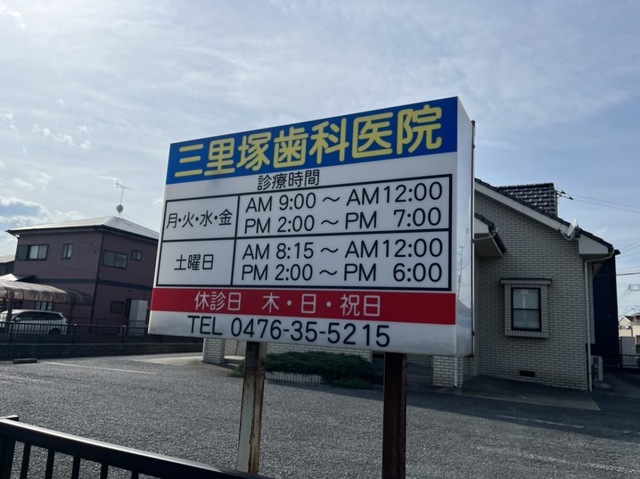 三里塚歯科医院
診療時間
月・火・水・金 AM 9:00 ～ AM12:00
PM 2:00 ～ PM 7:00
土曜日 AM 8:15 ～ AM12:00
PM 2:00 ～ PM 6:00
休診日 木・日・祝日
TEL 0476-35-5215